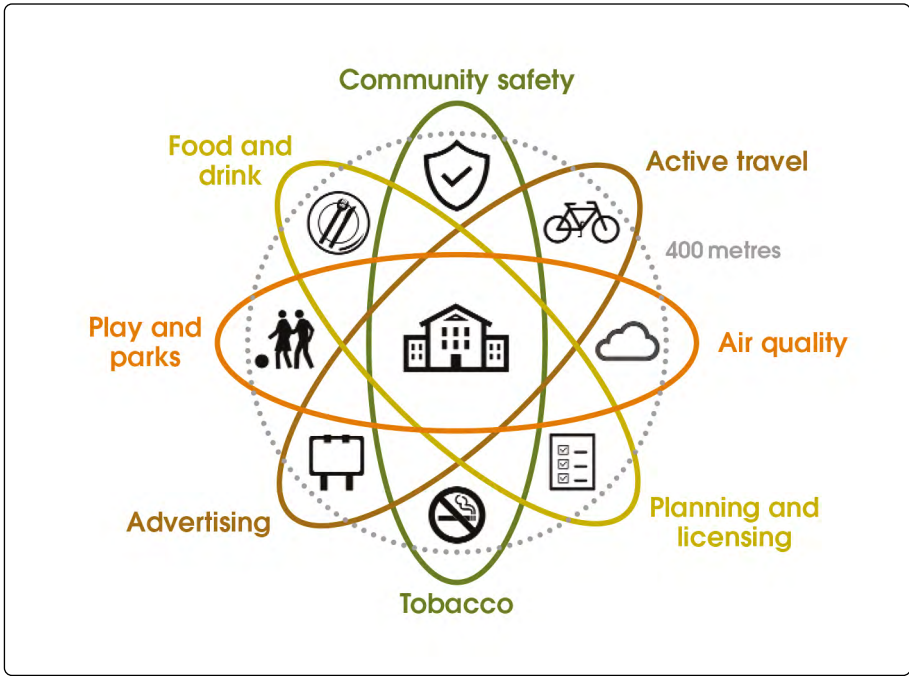 Community safety
Food and
drink
Active travel
400 metres
Play and
parks
Air quality
Advertising
Planning and
licensing
Tobacco